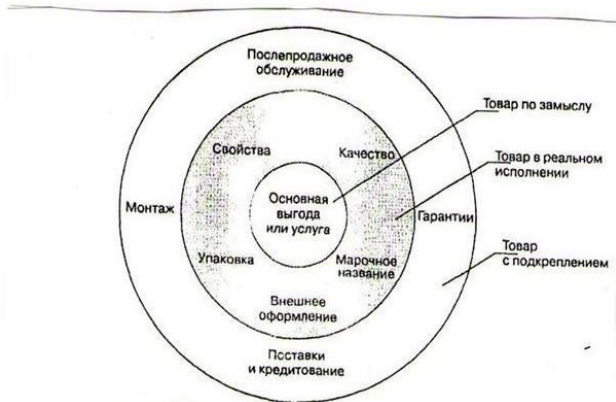 Послепродажное
обслуживание
Товар по замыслу
Свойства
Качество
Товар в реальном
исполнении
Основная
выгода
или услуга
Монтаж
Гарантии
Товар
с подкреплением
Упаковка
Марочное
название
Внешнее
оформление
Поставки
и кредитование